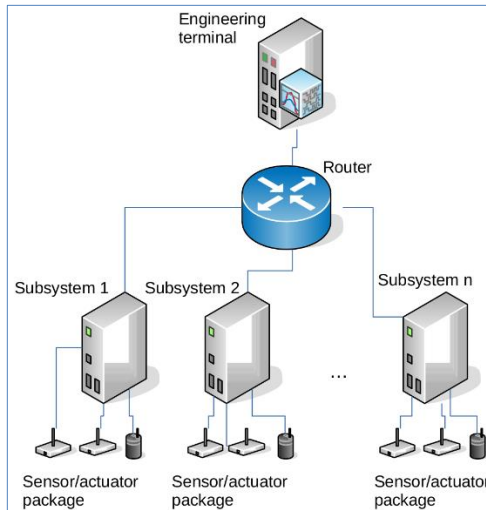 Engineering
terminal
Router
Subsystem 1
Subsystem 2
Subsystem n
...
Sensor/actuator
package
Sensor/actuator
package
Sensor/actuator
package